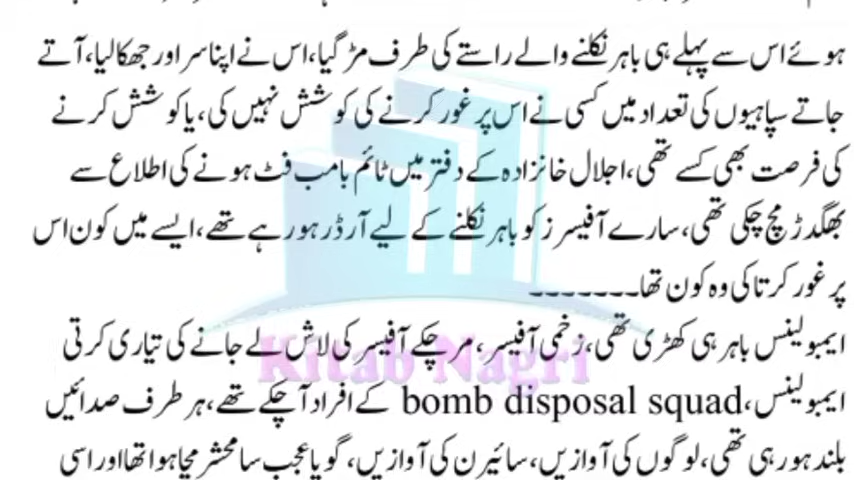 ہوئے اس سے پہلے ہی باہر نکلنے والے راستے کی طرف مڑ گیا، اس نے اپنا سر اور جھکا لیا، آتے
جاتے سپاہیوں کی تعداد میں کسی نے اس پر غور کرنے کی کوشش نہیں کی، یا کوشش کرنے
کی فرصت بھی کسے تھی، اجلال خانزادہ کے دفتر میں ٹائم بامب فٹ ہونے کی اطلاع سے
بھگدڑ مچ چکی تھی، سارے آفیسرز کو باہر نکلنے کے لیے آرڈر ہو رہے تھے، ایسے میں کون اس
پر غور کرتا کی وہ کون تھا-------
ایمبولینس باہر ہی کھڑی تھی، زخمی آفیسر، مر چکے آفیسر کی لاش لے جانے کی تیاری کرتی
ایمبولینس، bomb disposal squad کے افراد آ چکے تھے، ہر طرف صدائیں
بلند ہو رہی تھی، لوگوں کی آوازیں، سائیرن کی آوازیں، گویا عجب سا محشر مچا ہوا تھا اور اسی
Kitab Nagri